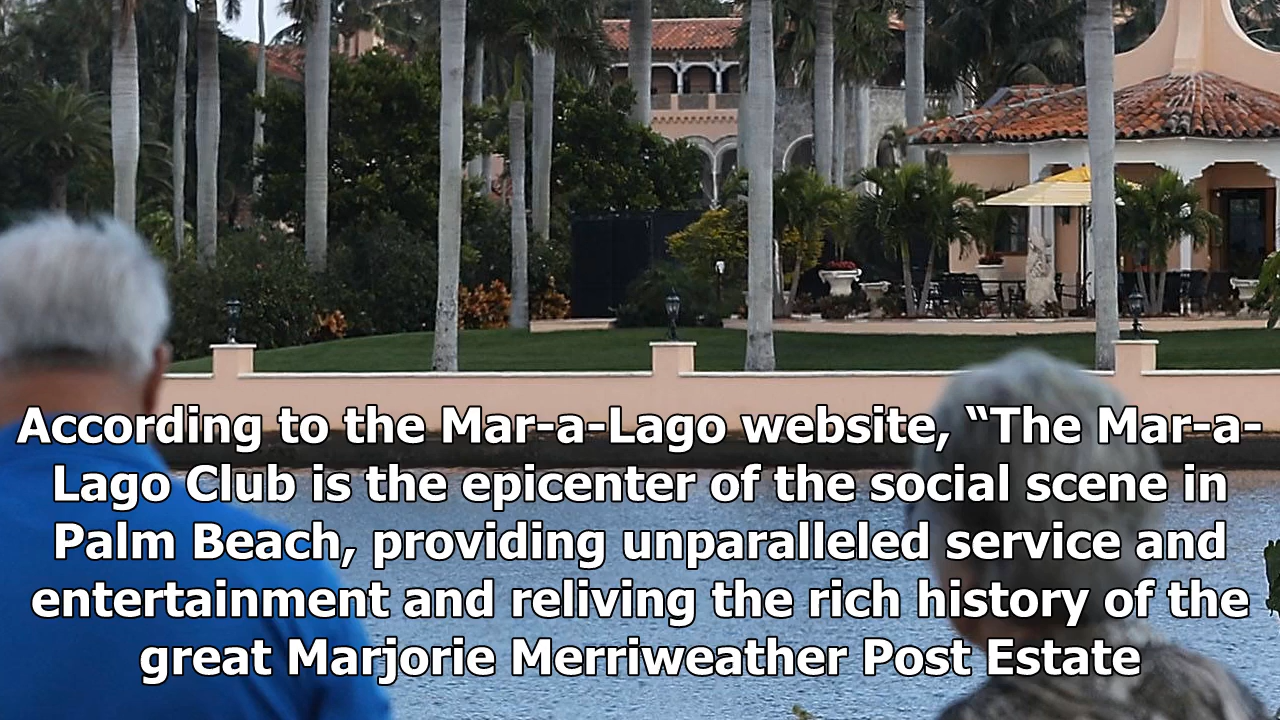 According to the Mar-a-Lago website, “The Mar-a-
Lago Club is the epicenter of the social scene in
Palm Beach, providing unparalleled service and
entertainment and reliving the rich history of the
great Marjorie Merriweather Post Estate